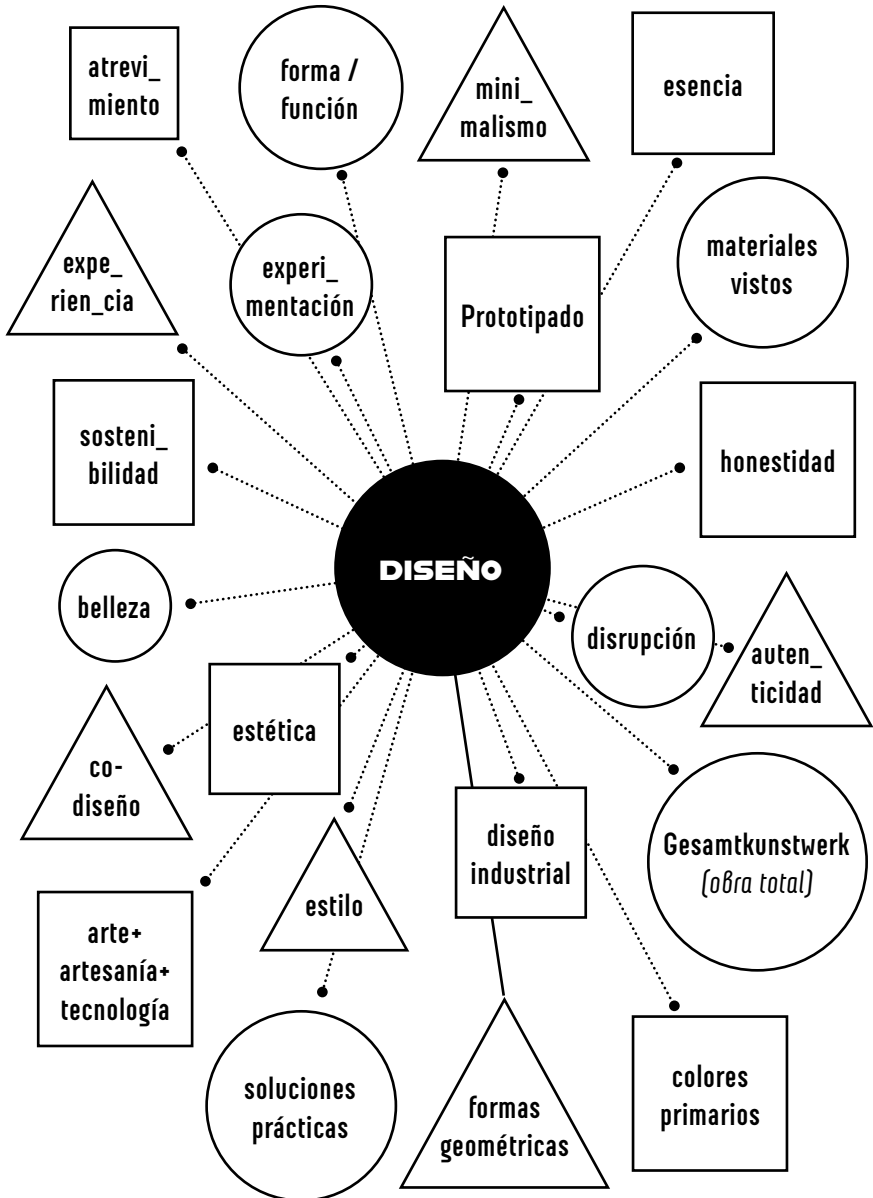 atrevi_
miento
forma /
función
mini_
malismo
esencia
expe_
rien_cia
experi_
mentación
Prototipado
materiales
vistos
sosteni_
bilidad
honestidad
DISEÑO
belleza
disrupción
auten_
ticidad
estética
co-
diseño
estilo
diseño
industrial
Gesamtkunstwerk
(obra total)
arte+
artesanía+
tecnología
soluciones
prácticas
formas
geométricas
colores
primarios